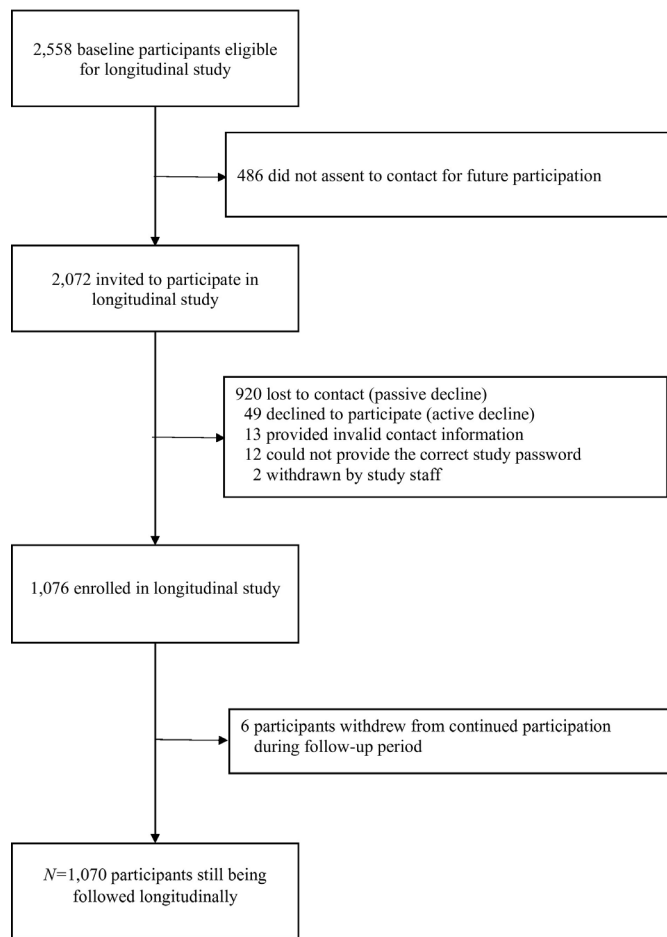 2,558 baseline participants eligible
for longitudinal study
486 did not assent to contact for future participation
2,072 invited to participate in
longitudinal study
920 lost to contact (passive decline)
49 declined to participate (active decline)
13 provided invalid contact information
12 could not provide the correct study password
2 withdrawn by study staff
1,076 enrolled in longitudinal study
6 participants withdrew from continued participation
during follow-up period
N=1,070 participants still being
followed longitudinally